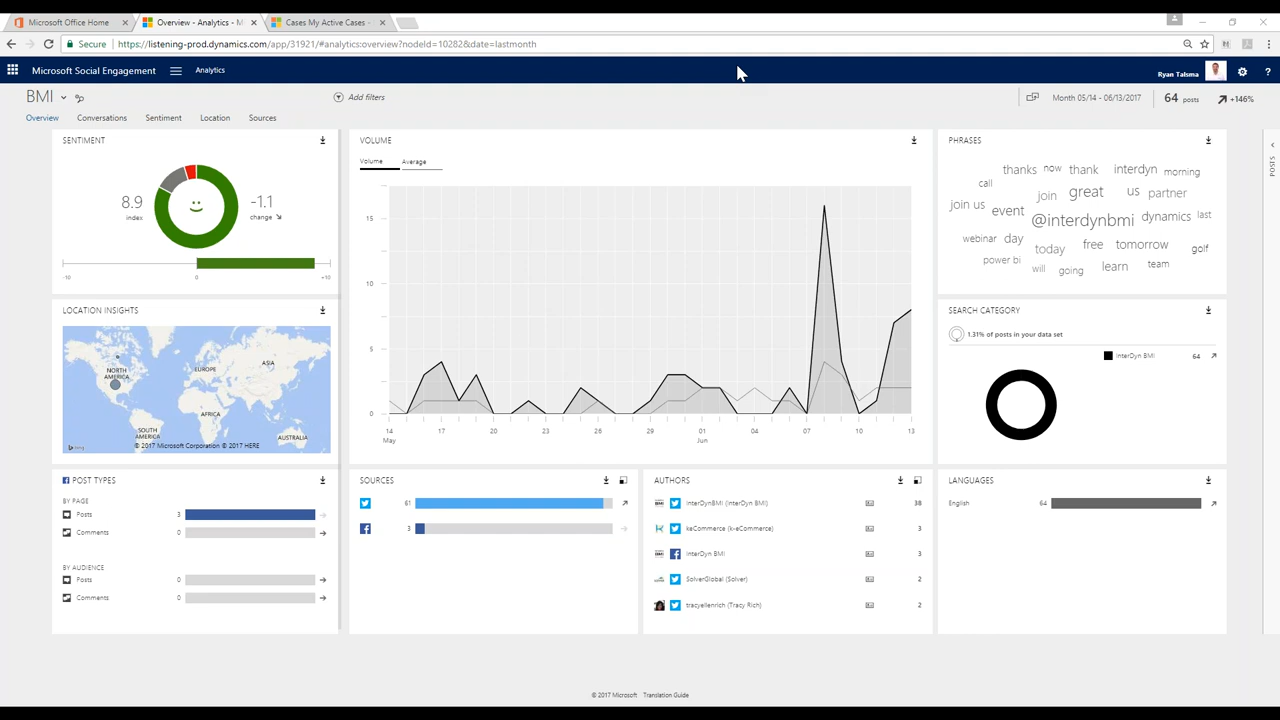 Microsoft Office Home
Overview - Analytics - M
Cases My Active Cases -
Secure https://listening-prod.dynamics.com/app/31921/#analytics:overview?nodeId=10282&date=lastmonth
Microsoft Social Engagement Analytics
Ryan Talsma ?
BMI Add filters Month 05/14 - 06/13/2017 64 posts +146%
Overview Conversations Sentiment Location Sources
POSTS
SENTIMENT
8.9
index
-1.1
change
-10 0 +10
VOLUME
Volume Average
15
10
5
0
14 17 20 23 26 29 01 04 07 10 13
May Jun
PHRASES
thanks now thank interdyn morning
call join great us partner
join us event @interdynbmi dynamics last
webinar day today free tomorrow golf
power bi will going learn team
LOCATION INSIGHTS
NORTH AMERICA
EUROPE
ASIA
AFRICA
SOUTH AMERICA
AUSTRALIA
bing © 2017 Microsoft Corporation © 2017 HERE
SEARCH CATEGORY
1.31% of posts in your data set
InterDyn BMI 64
POST TYPES
BY PAGE
Posts 3
Comments 0
BY AUDIENCE
Posts 0
Comments 0
SOURCES
61
3
AUTHORS
InterDynBMI (InterDyn BMI) 38
keCommerce (k-eCommerce) 3
InterDyn BMI 3
SolverGlobal (Solver) 2
tracyellenrich (Tracy Rich) 2
LANGUAGES
English 64
© 2017 Microsoft Translation Guide